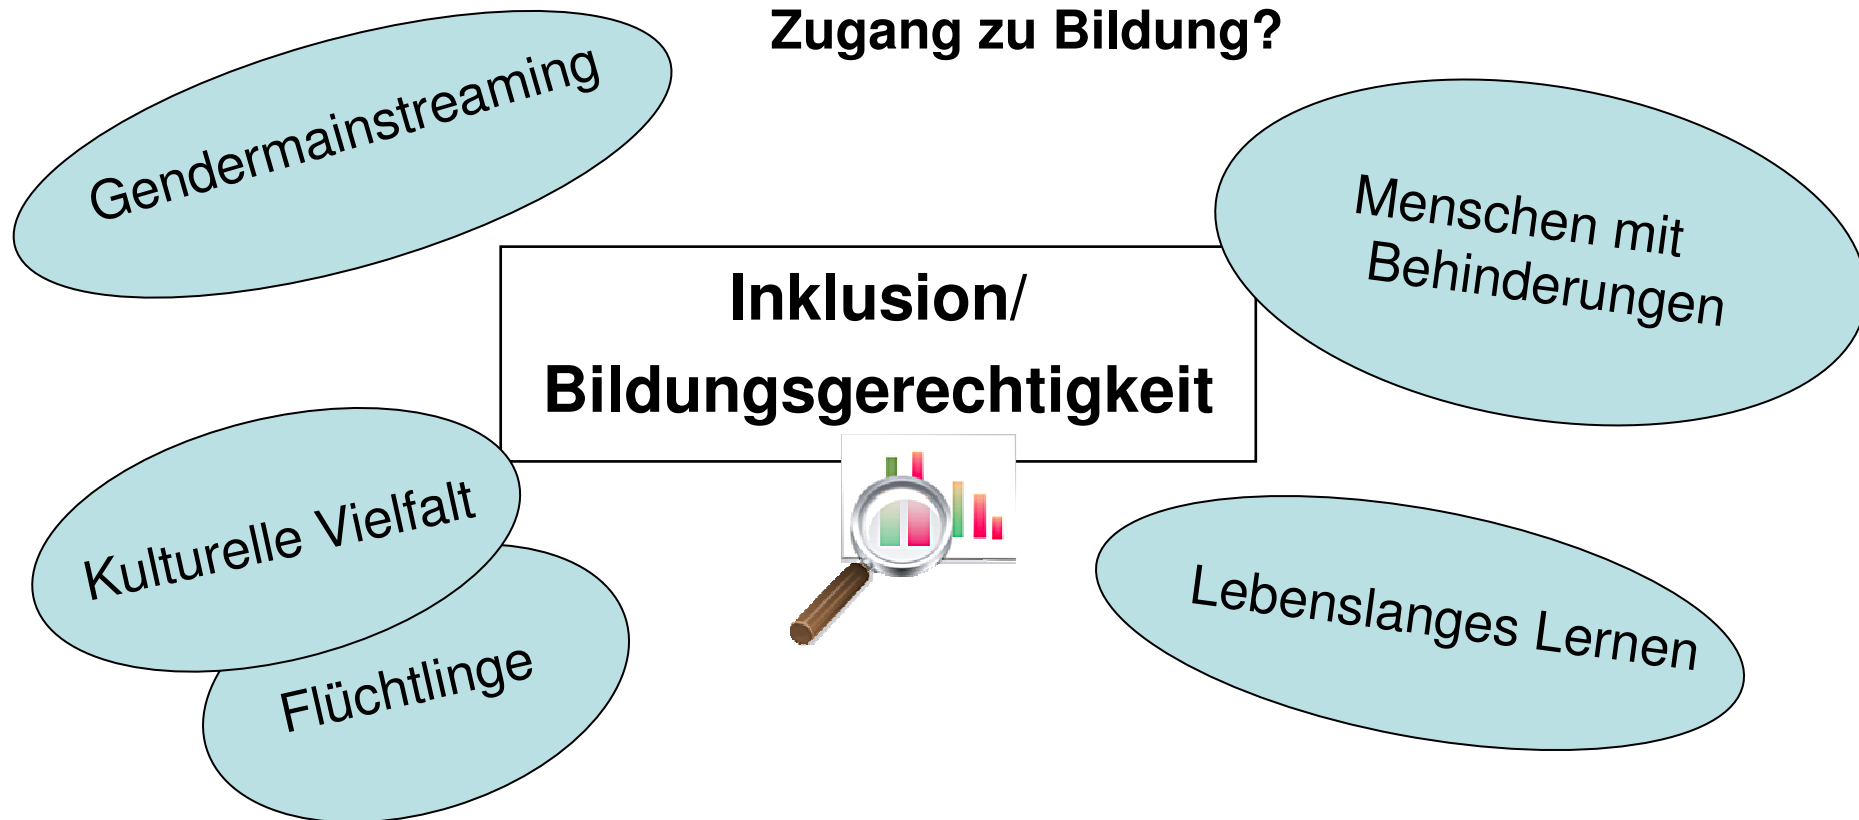 Zugang zu Bildung?
Gendermainstreaming
Menschen mit
Behinderungen
Inklusion/
Bildungsgerechtigkeit
Kulturelle Vielfalt
Flüchtlinge
Lebenslanges Lernen